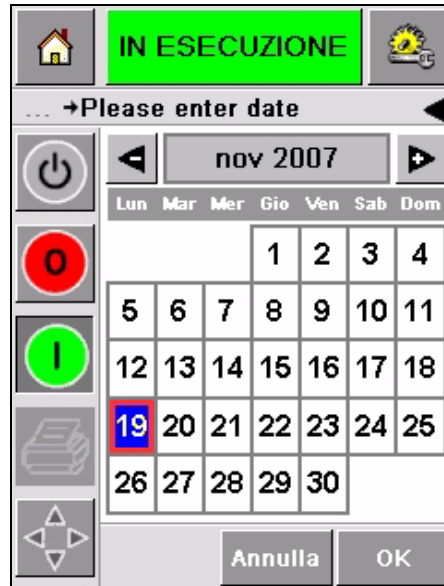 IN ESECUZIONE
... →Please enter date
nov 2007
Lun Mar Mer Gio Ven Sab Dom
1 2 3 4
5 6 7 8 9 10 11
12 13 14 15 16 17 18
19 20 21 22 23 24 25
26 27 28 29 30
Annulla OK